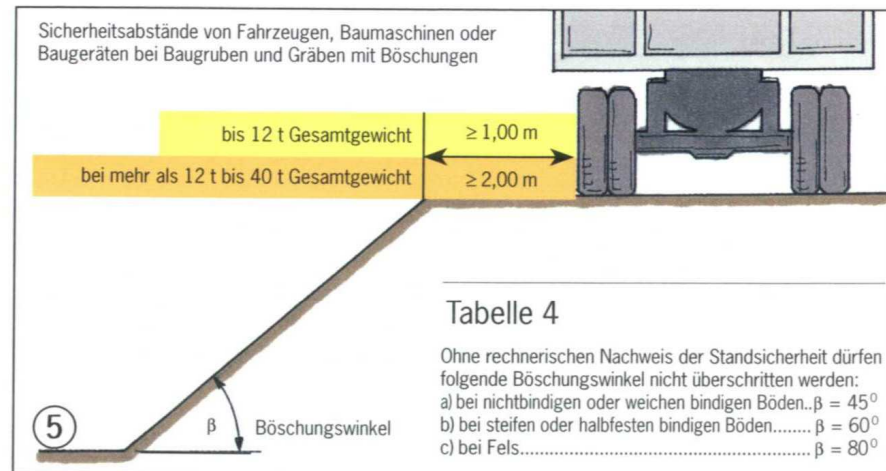 Sicherheitsabstände von Fahrzeugen, Baumaschinen oder
Baugeräten bei Baugruben und Gräben mit Böschungen
bis 12 t Gesamtgewicht ≥ 1,00 m
bei mehr als 12 t bis 40 t Gesamtgewicht ≥ 2,00 m
Tabelle 4
Ohne rechnerischen Nachweis der Standsicherheit dürfen
folgende Böschungswinkel nicht überschritten werden:
a) bei nichtbindigen oder weichen bindigen Böden..β = 45°
b) bei steifen oder halbfesten bindigen Böden........ β = 60°
c) bei Fels.......................................................... β = 80°
5
β Böschungswinkel